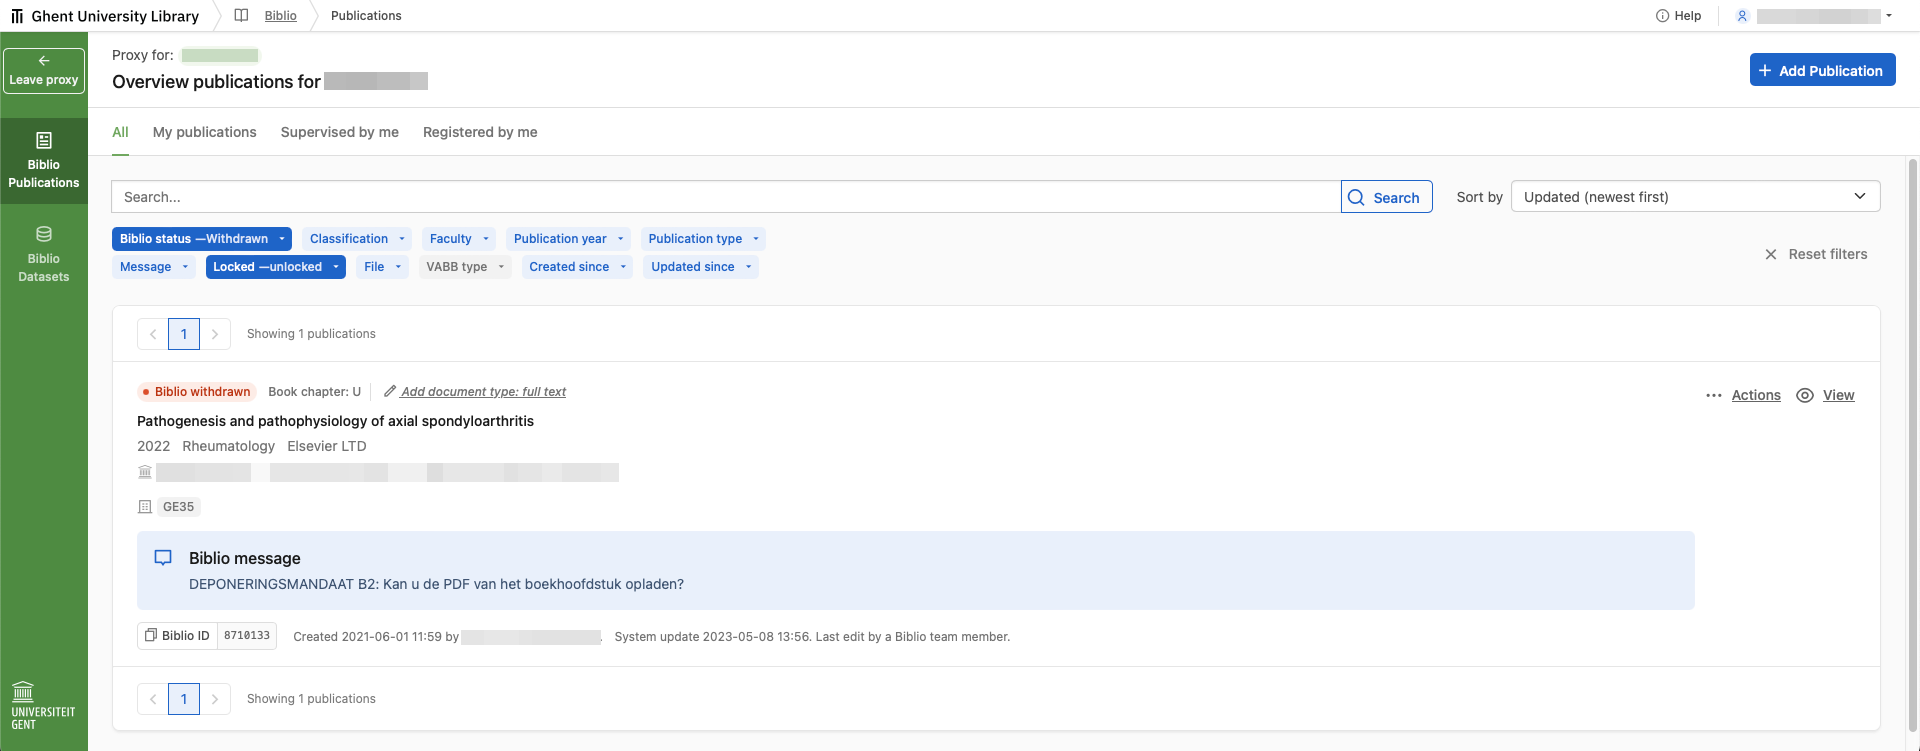 Ghent University Library Biblio Publications Help
Leave proxy
Biblio Publications
Biblio Datasets
UNIVERSITEIT GENT
Proxy for:
Overview publications for
Add Publication
All My publications Supervised by me Registered by me
Search... Search Sort by Updated (newest first)
Biblio status —Withdrawn Classification Faculty Publication year Publication type
Message Locked —unlocked File VABB type Created since Updated since
Reset filters
1 Showing 1 publications
Biblio withdrawn Book chapter: U Add document type: full text
Actions View
Pathogenesis and pathophysiology of axial spondyloarthritis
2022 Rheumatology Elsevier LTD
GE35
Biblio message
DEPONERINGSMANDAAT B2: Kan u de PDF van het boekhoofdstuk opladen?
Biblio ID 8710133 Created 2021-06-01 11:59 by . System update 2023-05-08 13:56. Last edit by a Biblio team member.
1 Showing 1 publications